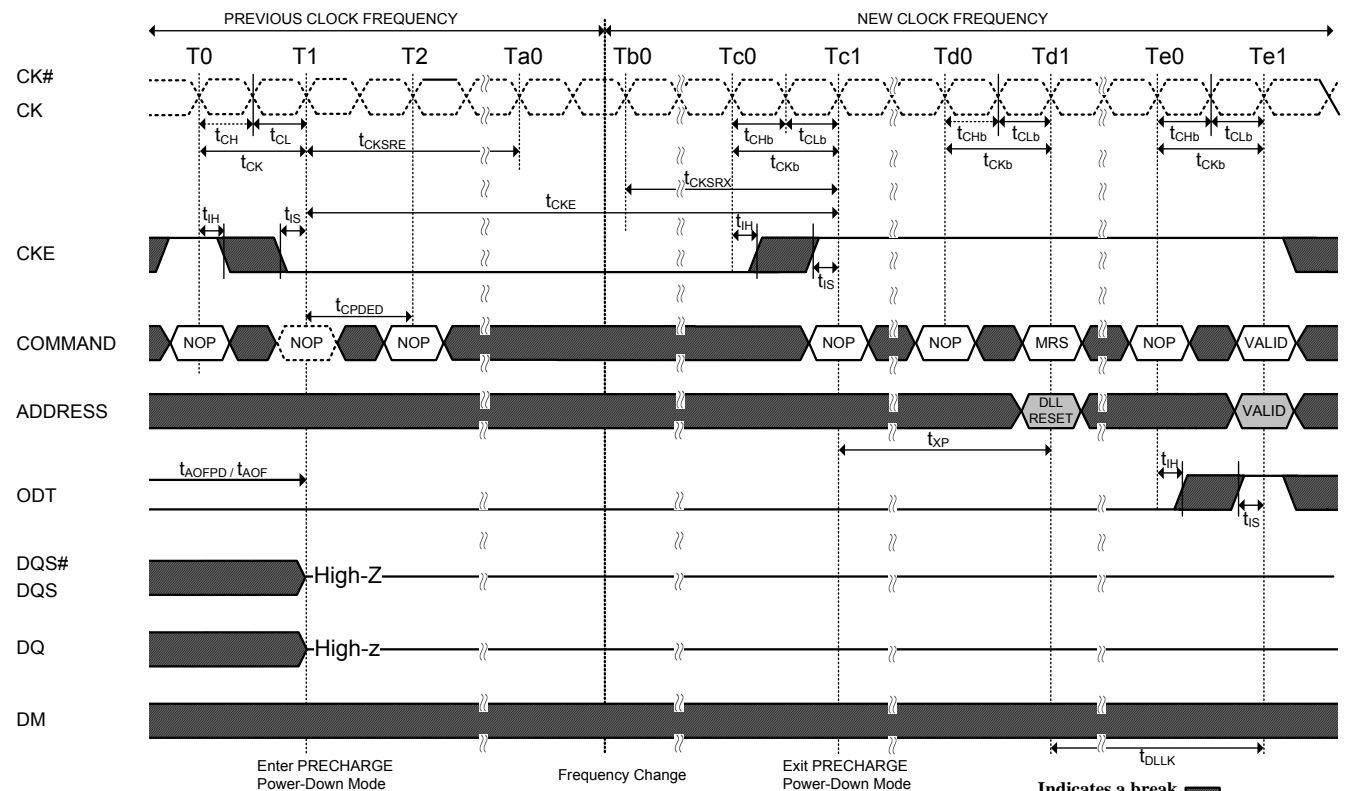 PREVIOUS CLOCK FREQUENCY NEW CLOCK FREQUENCY
T0 T1 T2 Ta0 Tb0 Tc0 Tc1 Td0 Td1 Te0 Te1
CK#
CK
tCH tCL tCHb tCLb tCHb tCLb tCHb tCLb
tCK tCKSRE tCKb tCKb tCKb
tCKSRX
tCKE
tIH tIS tIH
CKE
tIS
tCPDED
COMMAND NOP NOP NOP NOP NOP MRS NOP VALID
ADDRESS DLL RESET VALID
tXP
tAOFPD / tAOF tIH
ODT
tIS
DQS#
DQS High-Z
DQ High-z
DM
tDLLK
Enter PRECHARGE
Power-Down Mode
Frequency Change
Exit PRECHARGE
Power-Down Mode
Indicates a break